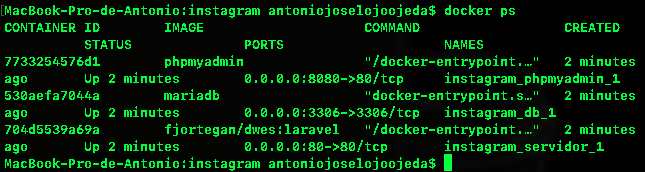 [MacBook-Pro-de-Antonio:instagram antoniojoselojoojeda$ docker ps
CONTAINER ID        IMAGE                   COMMAND                  CREATED
          STATUS              PORTS                    NAMES
7733254576d1        phpmyadmin              "/docker-entrypoint.…"   2 minutes
ago       Up 2 minutes        0.0.0.0:8080->80/tcp     instagram_phpmyadmin_1
530aefa7044a        mariadb                 "docker-entrypoint.s…"   2 minutes
ago       Up 2 minutes        0.0.0.0:3306->3306/tcp   instagram_db_1
704d5539a69a        fjortegan/dwes:laravel  "/docker-entrypoint.…"   2 minutes
ago       Up 2 minutes        0.0.0.0:80->80/tcp       instagram_servidor_1
MacBook-Pro-de-Antonio:instagram antoniojoselojoojeda$